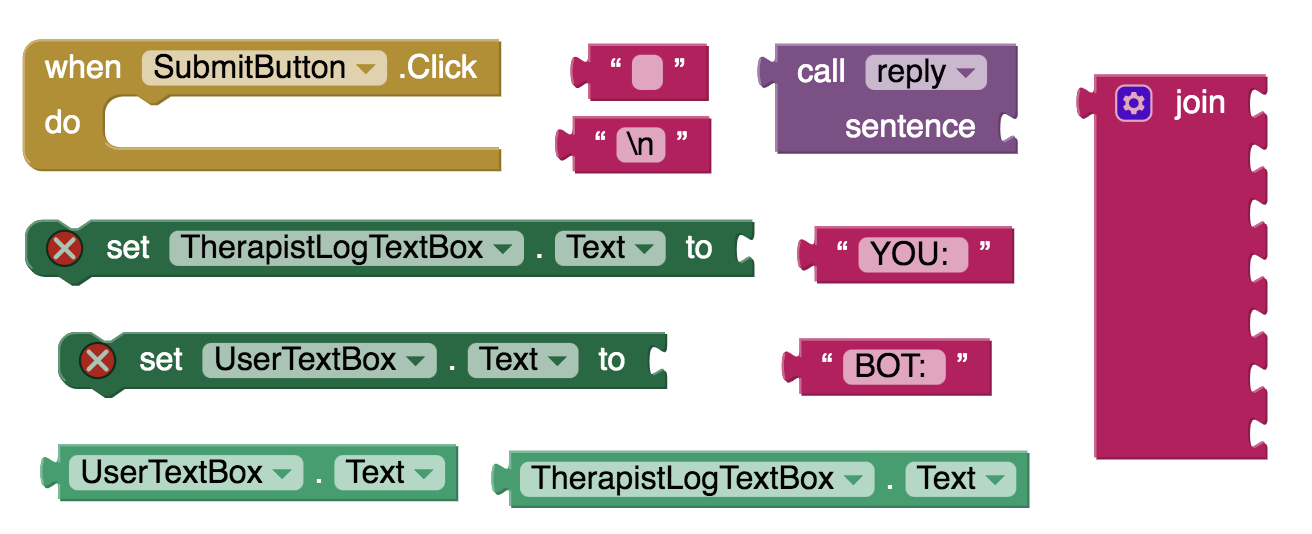 when SubmitButton .Click
do
“ ”
“ \n ”
call reply
sentence
join
set TherapistLogTextBox . Text to
“ YOU: ”
set UserTextBox . Text to
“ BOT: ”
UserTextBox . Text
TherapistLogTextBox . Text